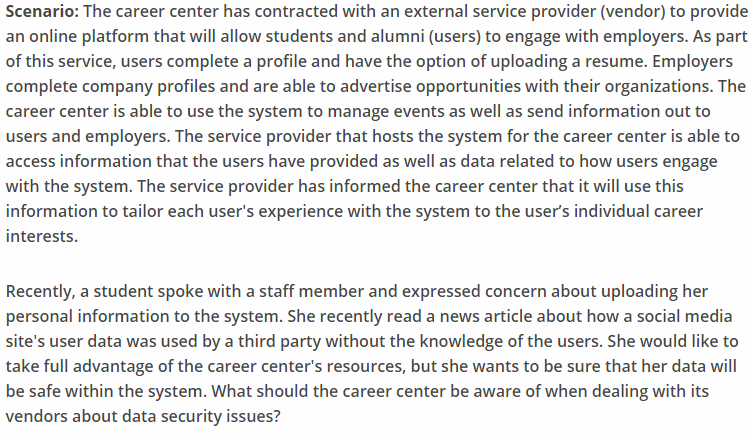 Scenario: The career center has contracted with an external service provider (vendor) to provide
an online platform that will allow students and alumni (users) to engage with employers. As part
of this service, users complete a profile and have the option of uploading a resume. Employers
complete company profiles and are able to advertise opportunities with their organizations. The
career center is able to use the system to manage events as well as send information out to
users and employers. The service provider that hosts the system for the career center is able to
access information that the users have provided as well as data related to how users engage
with the system. The service provider has informed the career center that it will use this
information to tailor each user's experience with the system to the user’s individual career
interests.
Recently, a student spoke with a staff member and expressed concern about uploading her
personal information to the system. She recently read a news article about how a social media
site's user data was used by a third party without the knowledge of the users. She would like to
take full advantage of the career center's resources, but she wants to be sure that her data will
be safe within the system. What should the career center be aware of when dealing with its
vendors about data security issues?